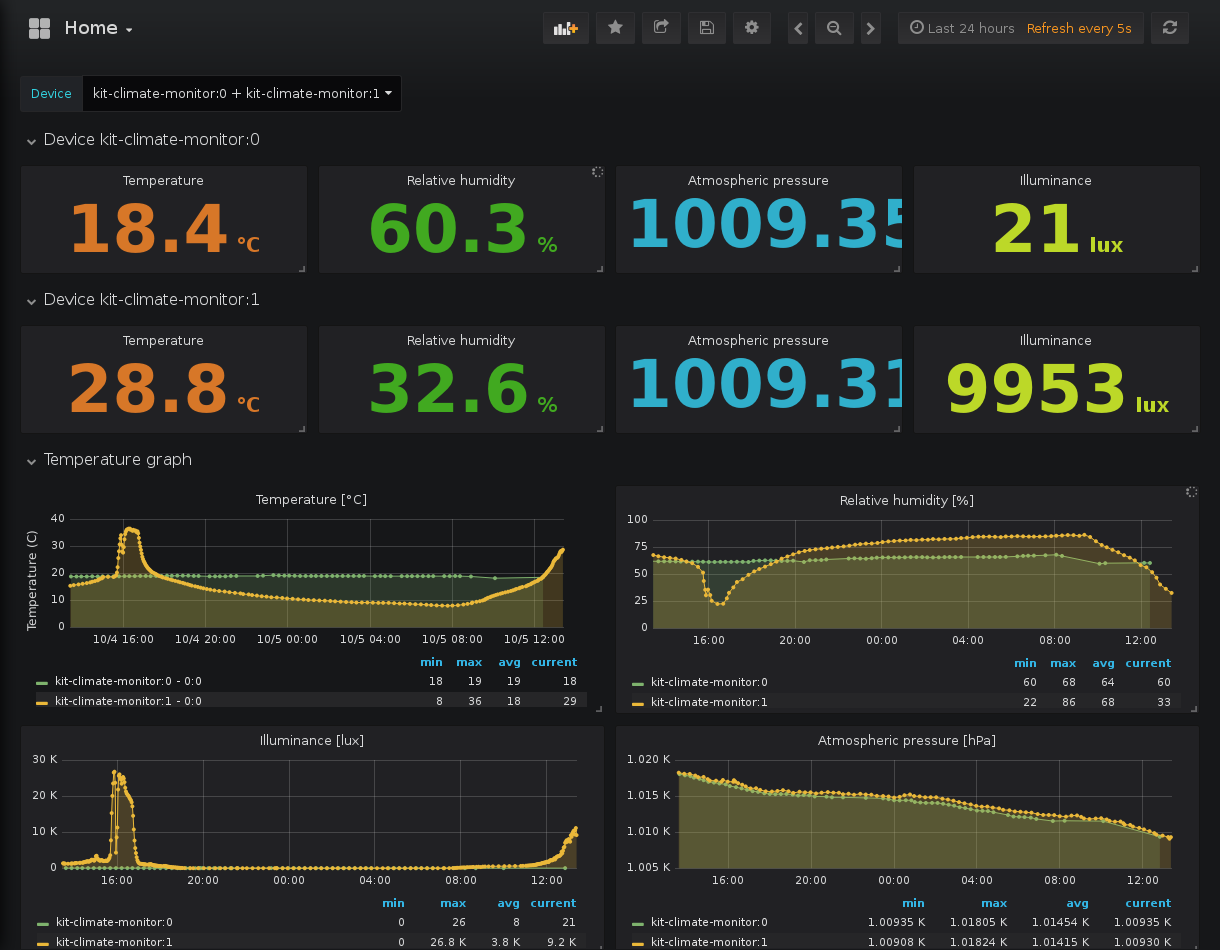 Home
Last 24 hours Refresh every 5s
Device kit-climate-monitor:0 + kit-climate-monitor:1
Device kit-climate-monitor:0
Temperature Relative humidity Atmospheric pressure Illuminance
18.4 °C 60.3 % 1009.35 21 lux
Device kit-climate-monitor:1
Temperature Relative humidity Atmospheric pressure Illuminance
28.8 °C 32.6 % 1009.31 9953 lux
Temperature graph
Temperature [°C]
Temperature (C)
40
30
20
10
0
10/4 16:00 10/4 20:00 10/5 00:00 10/5 04:00 10/5 08:00 10/5 12:00
min max avg current
kit-climate-monitor:0 - 0:0 18 19 19 18
kit-climate-monitor:1 - 0:0 8 36 18 29
Relative humidity [%]
100
75
50
25
0
16:00 20:00 00:00 04:00 08:00 12:00
min max avg current
kit-climate-monitor:0 60 68 64 60
kit-climate-monitor:1 22 86 68 33
Illuminance [lux]
30 K
20 K
10 K
0
16:00 20:00 00:00 04:00 08:00 12:00
min max avg current
kit-climate-monitor:0 0 26 8 21
kit-climate-monitor:1 0 26.8 K 3.8 K 9.2 K
Atmospheric pressure [hPa]
1.020 K
1.015 K
1.010 K
1.005 K
16:00 20:00 00:00 04:00 08:00 12:00
min max avg current
kit-climate-monitor:0 1.00935 K 1.01805 K 1.01454 K 1.00935 K
kit-climate-monitor:1 1.00908 K 1.01824 K 1.01415 K 1.00930 K